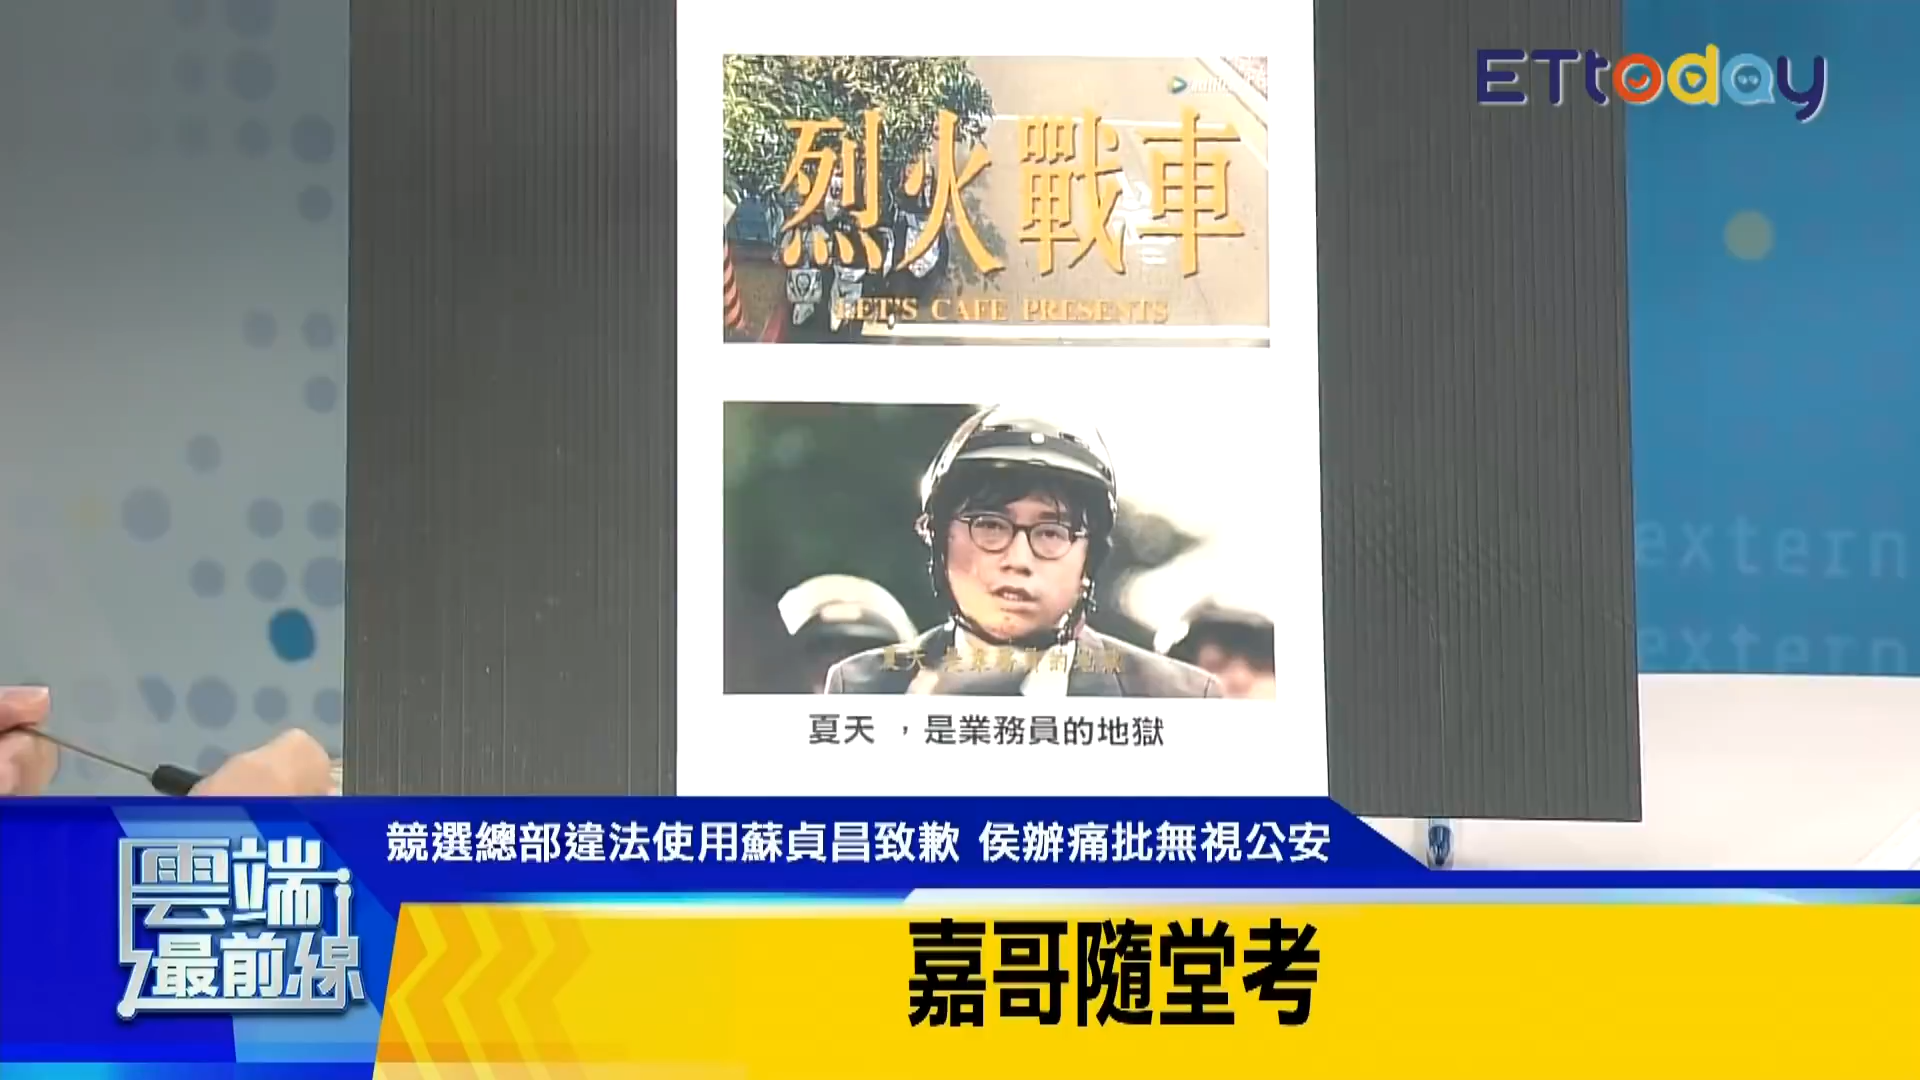 ETtoday
烈火戰車
LET'S CAFE PRESENTS
夏天 是業務員的地獄
夏天 ，是業務員的地獄
extern
extern
競選總部違法使用蘇貞昌致歉 侯辦痛批無視公安
雲端
最前線
嘉哥隨堂考